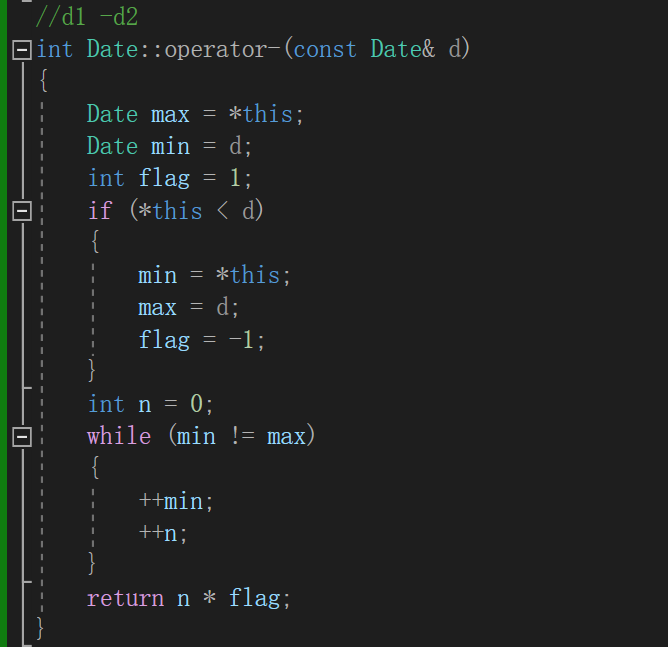 //d1 -d2
int Date::operator-(const Date& d)
{
    Date max = *this;
    Date min = d;
    int flag = 1;
    if (*this < d)
    {
        min = *this;
        max = d;
        flag = -1;
    }
    int n = 0;
    while (min != max)
    {
        ++min;
        ++n;
    }
    return n * flag;
}